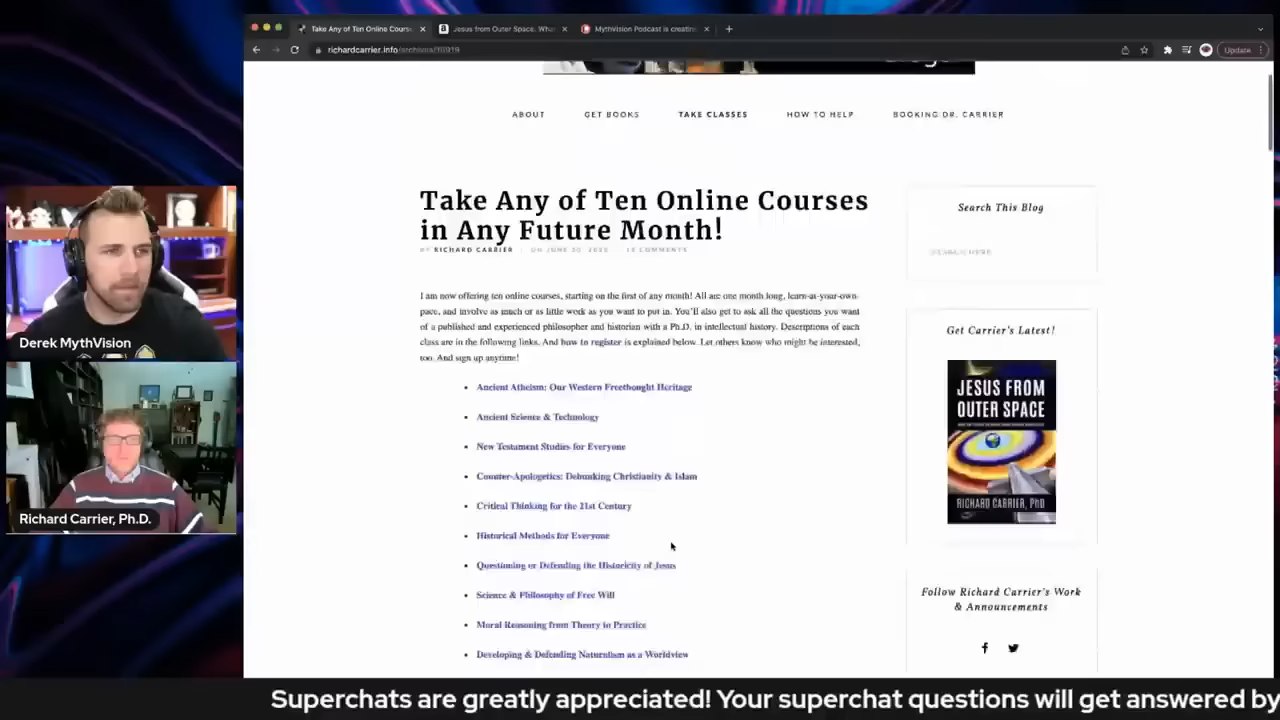 Take Any of Ten Online Course
Jesus from Outer Space: Wha
MythVision Podcast is creatin
richardcarrier.info/archives/16919
Update
ABOUT
GET BOOKS
TAKE CLASSES
HOW TO HELP
BOOKING DR. CARRIER
Take Any of Ten Online Courses
in Any Future Month!
BY RICHARD CARRIER
COMMENTS
I am now offering ten online courses, starting on the first of any month! All are one month long, learn-as-your-own-
pace, and involve as much or as little work as you want to put in. You'll also get to ask all the questions you want
of a published and experienced philosopher and historian with a Ph.D. in intellectual history. Descriptions of each
class are in the following links. And how to register is explained below. Let others know who might be interested,
too. And sign up anytime!
• Ancient Atheism: Our Western Freethought Heritage
• Ancient Science & Technology
• New Testament Studies for Everyone
• Counter-Apologetics: Debunking Christianity & Islam
• Critical Thinking for the 21st Century
• Historical Methods for Everyone
• Questioning or Defending the Historicity of Jesus
• Science & Philosophy of Free Will
• Moral Reasoning from Theory to Practice
• Developing & Defending Naturalism as a Worldview
Search This Blog
SEARCH HERE
Get Carrier's Latest!
JESUS FROM
OUTER SPACE
RICHARD CARRIER, PHD
Follow Richard Carrier's Work
& Announcements
Derek MythVision
Richard Carrier, Ph.D.
Superchats are greatly appreciated! Your superchat questions will get answered by